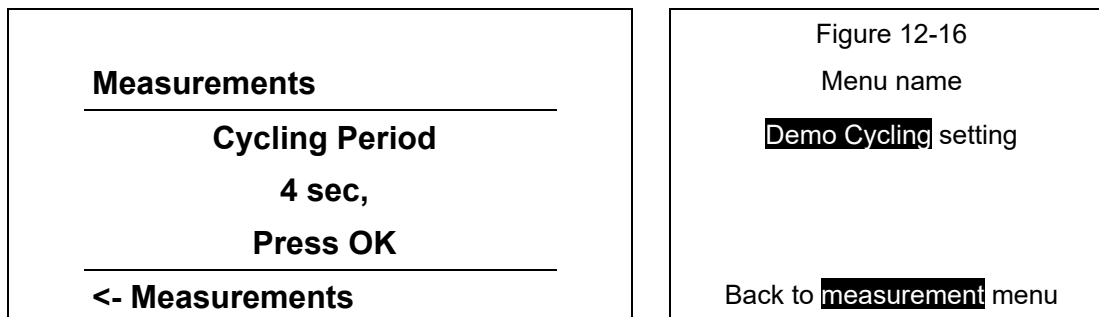 Measurements
Cycling Period
4 sec,
Press OK
<- Measurements
Figure 12-16
Menu name
Demo Cycling setting
Back to measurement menu